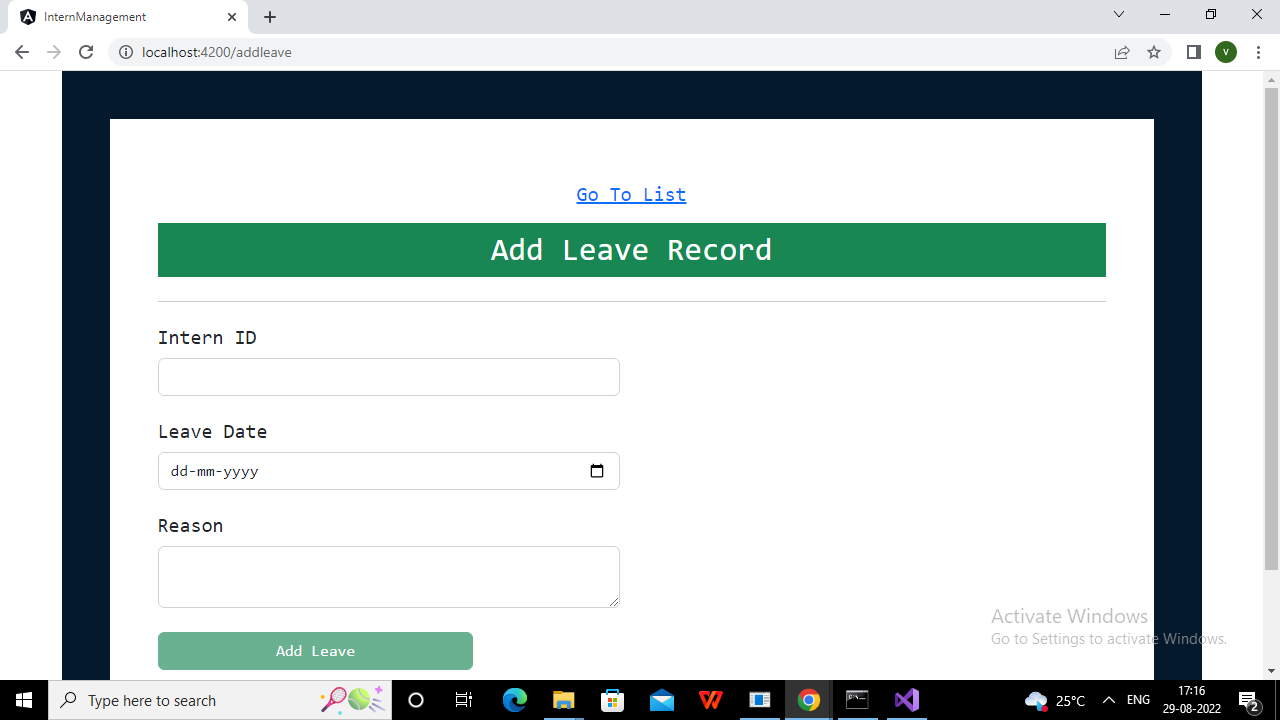 InternManagement
localhost:4200/addleave
V
Go To List
Add Leave Record
Intern ID
Leave Date
dd-mm-yyyy
Reason
Add Leave
Activate Windows
Go to Settings to activate Windows.
Type here to search
25°C
ENG
17:16
29-08-2022
2